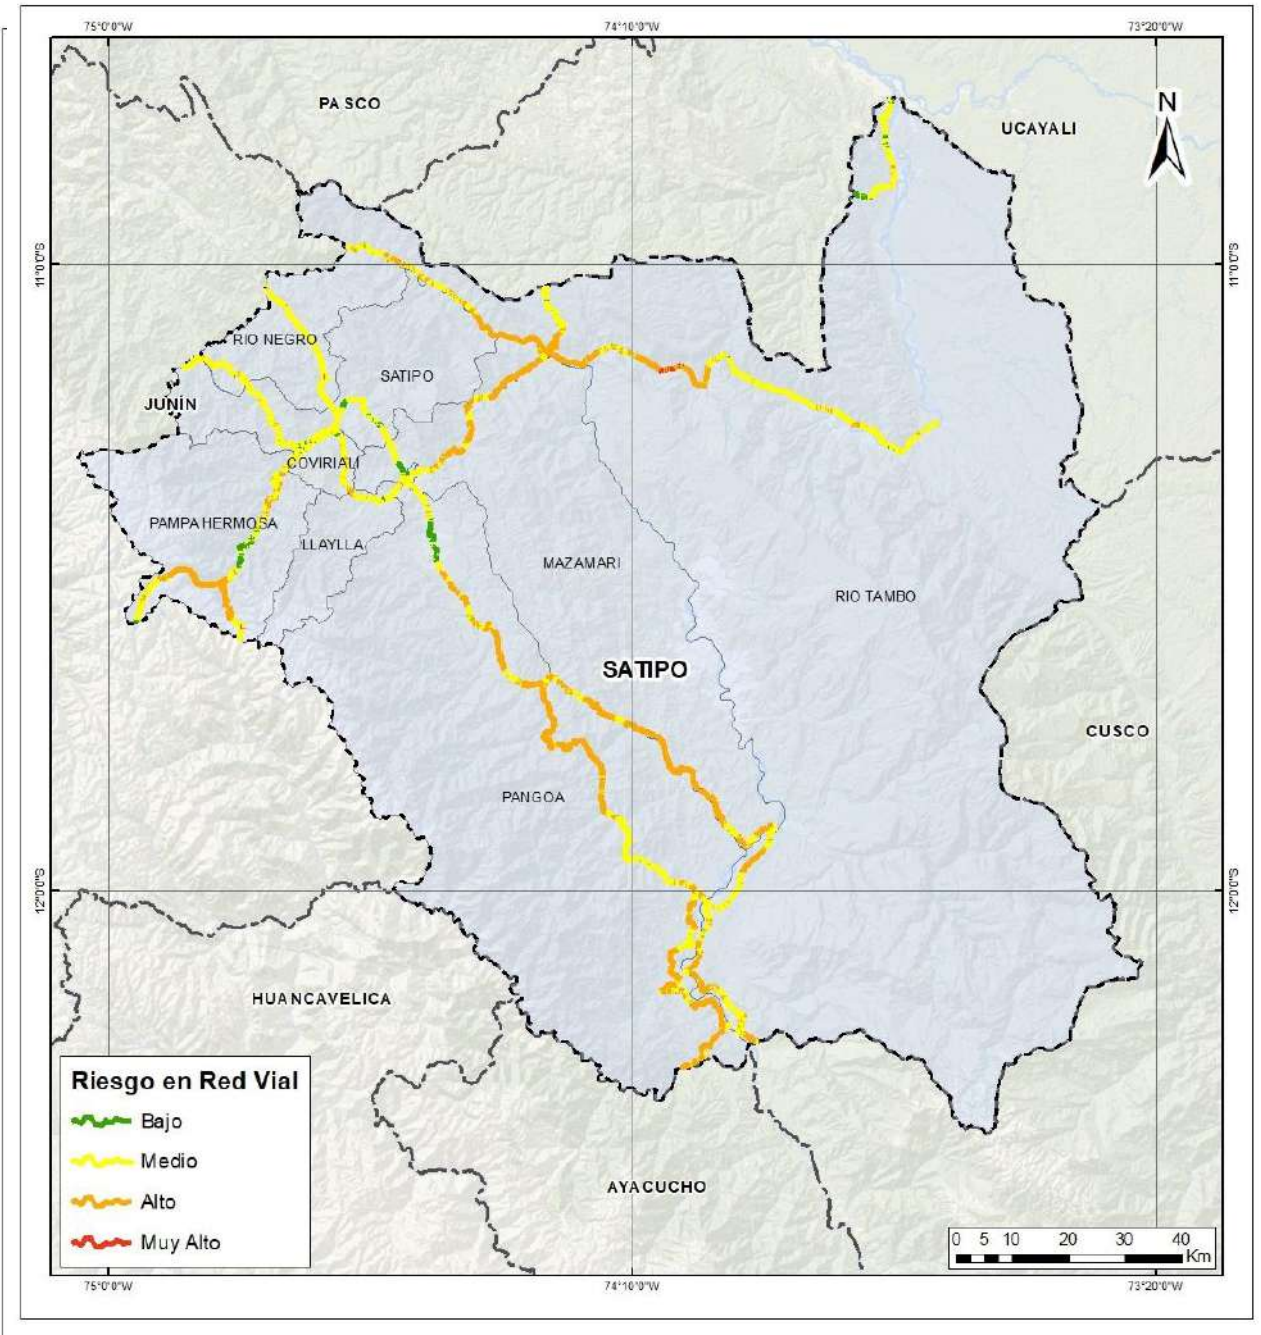 75°0'0"W
74°10'0"W
73°20'0"W
N
PASCO
UCAYALI
11°0'0"S
11°0'0"S
RIO NEGRO
SATIPO
JUNÍN
COVIRIALI
PAMPA HERMOSA
LLAYLLA
MAZAMARI
RIO TAMBO
SATIPO
CUSCO
PANGOA
12°0'0"S
12°0'0"S
HUANCAVELICA
Riesgo en Red Vial
Bajo
Medio
Alto
Muy Alto
AYACUCHO
0 5 10 20 30 40
Km
75°0'0"W
74°10'0"W
73°20'0"W